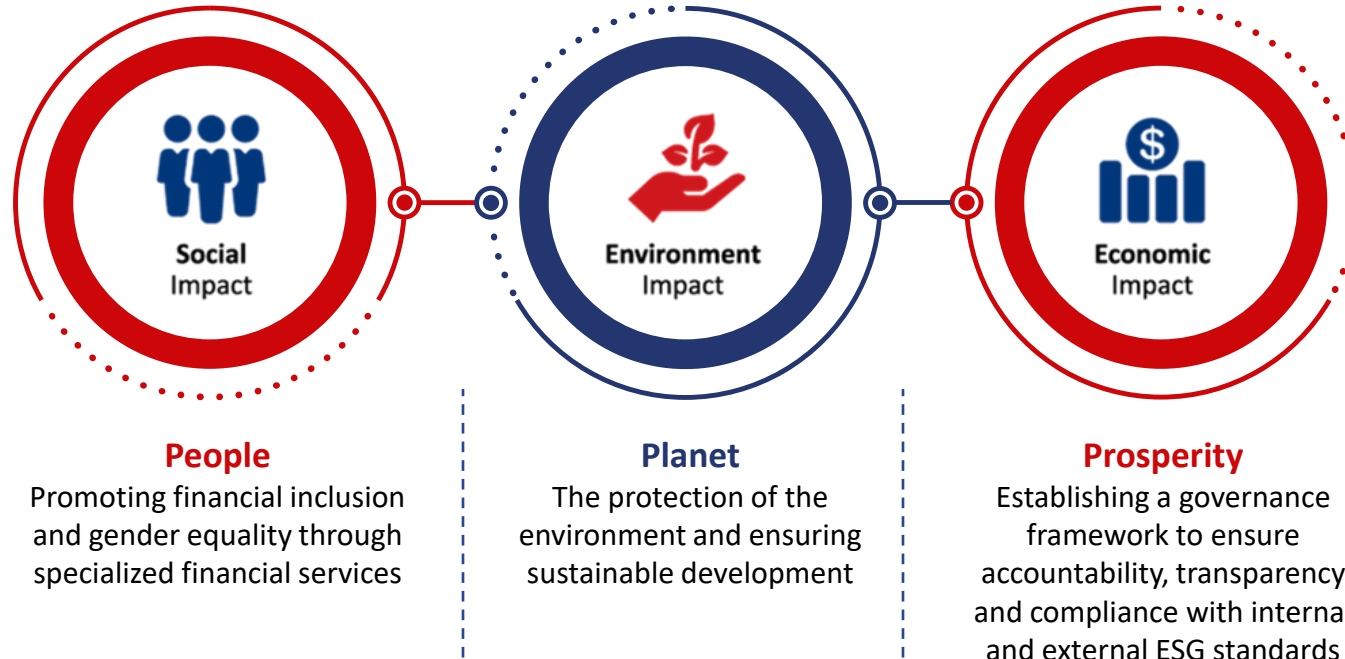 Social
Impact
Environment
Impact
$
Economic
Impact
People
Promoting financial inclusion
and gender equality through
specialized financial services
Planet
The protection of the
environment and ensuring
sustainable development
Prosperity
Establishing a governance
framework to ensure
accountability, transparency
and compliance with interna
and external ESG standards